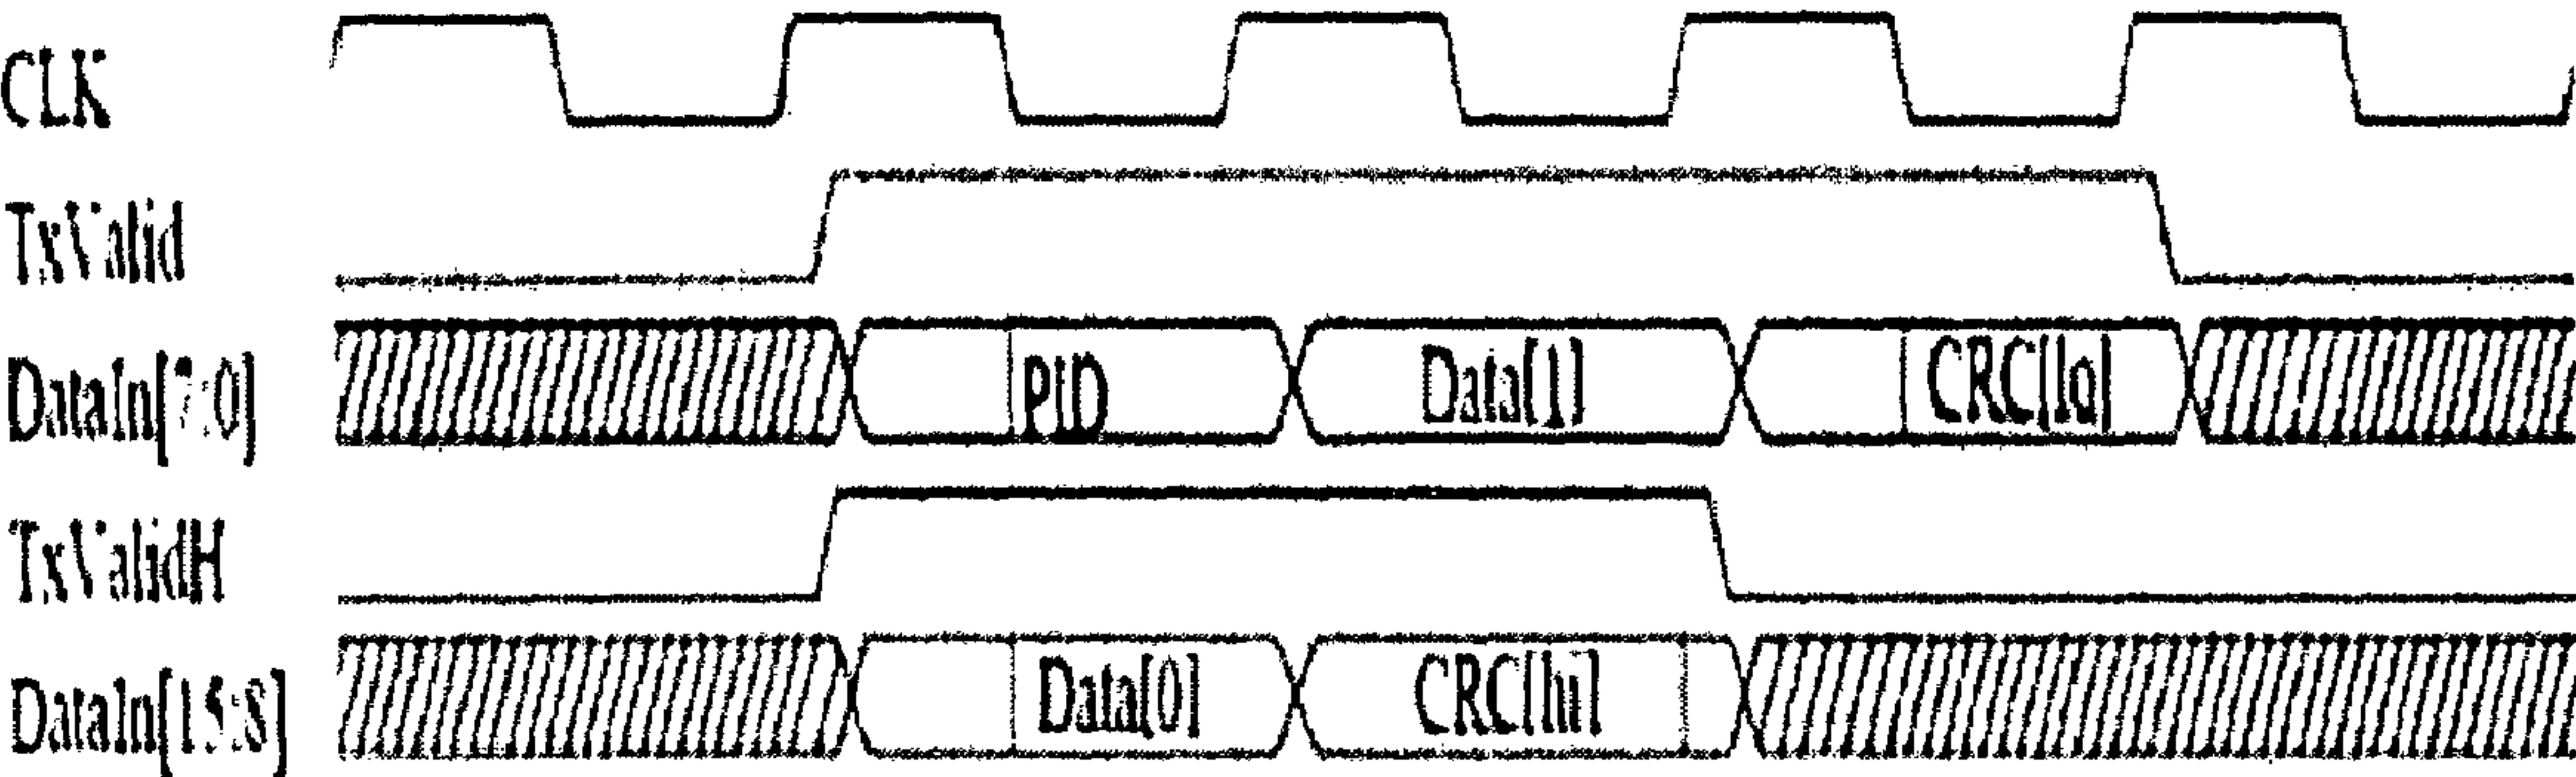 CLK
TxValid
DataIn[7:0] PID Data[1] CRC[lo]
TxValidH
DataIn[15:8] Data[0] CRC[hi]